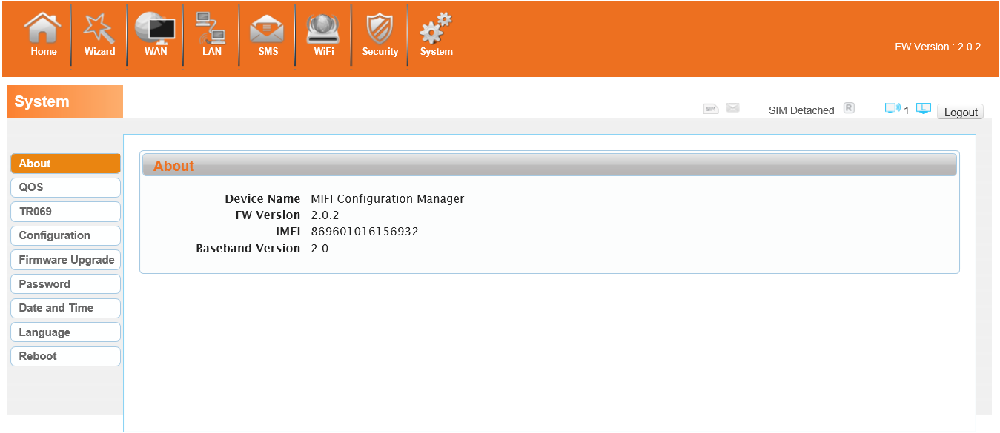 Home Wizard WAN LAN SMS WiFi Security System
FW Version : 2.0.2
System
SIM SIM Detached R 1 L Logout
About
QOS
TR069
Configuration
Firmware Upgrade
Password
Date and Time
Language
Reboot
About
Device Name MIFI Configuration Manager
FW Version 2.0.2
IMEI 869601016156932
Baseband Version 2.0